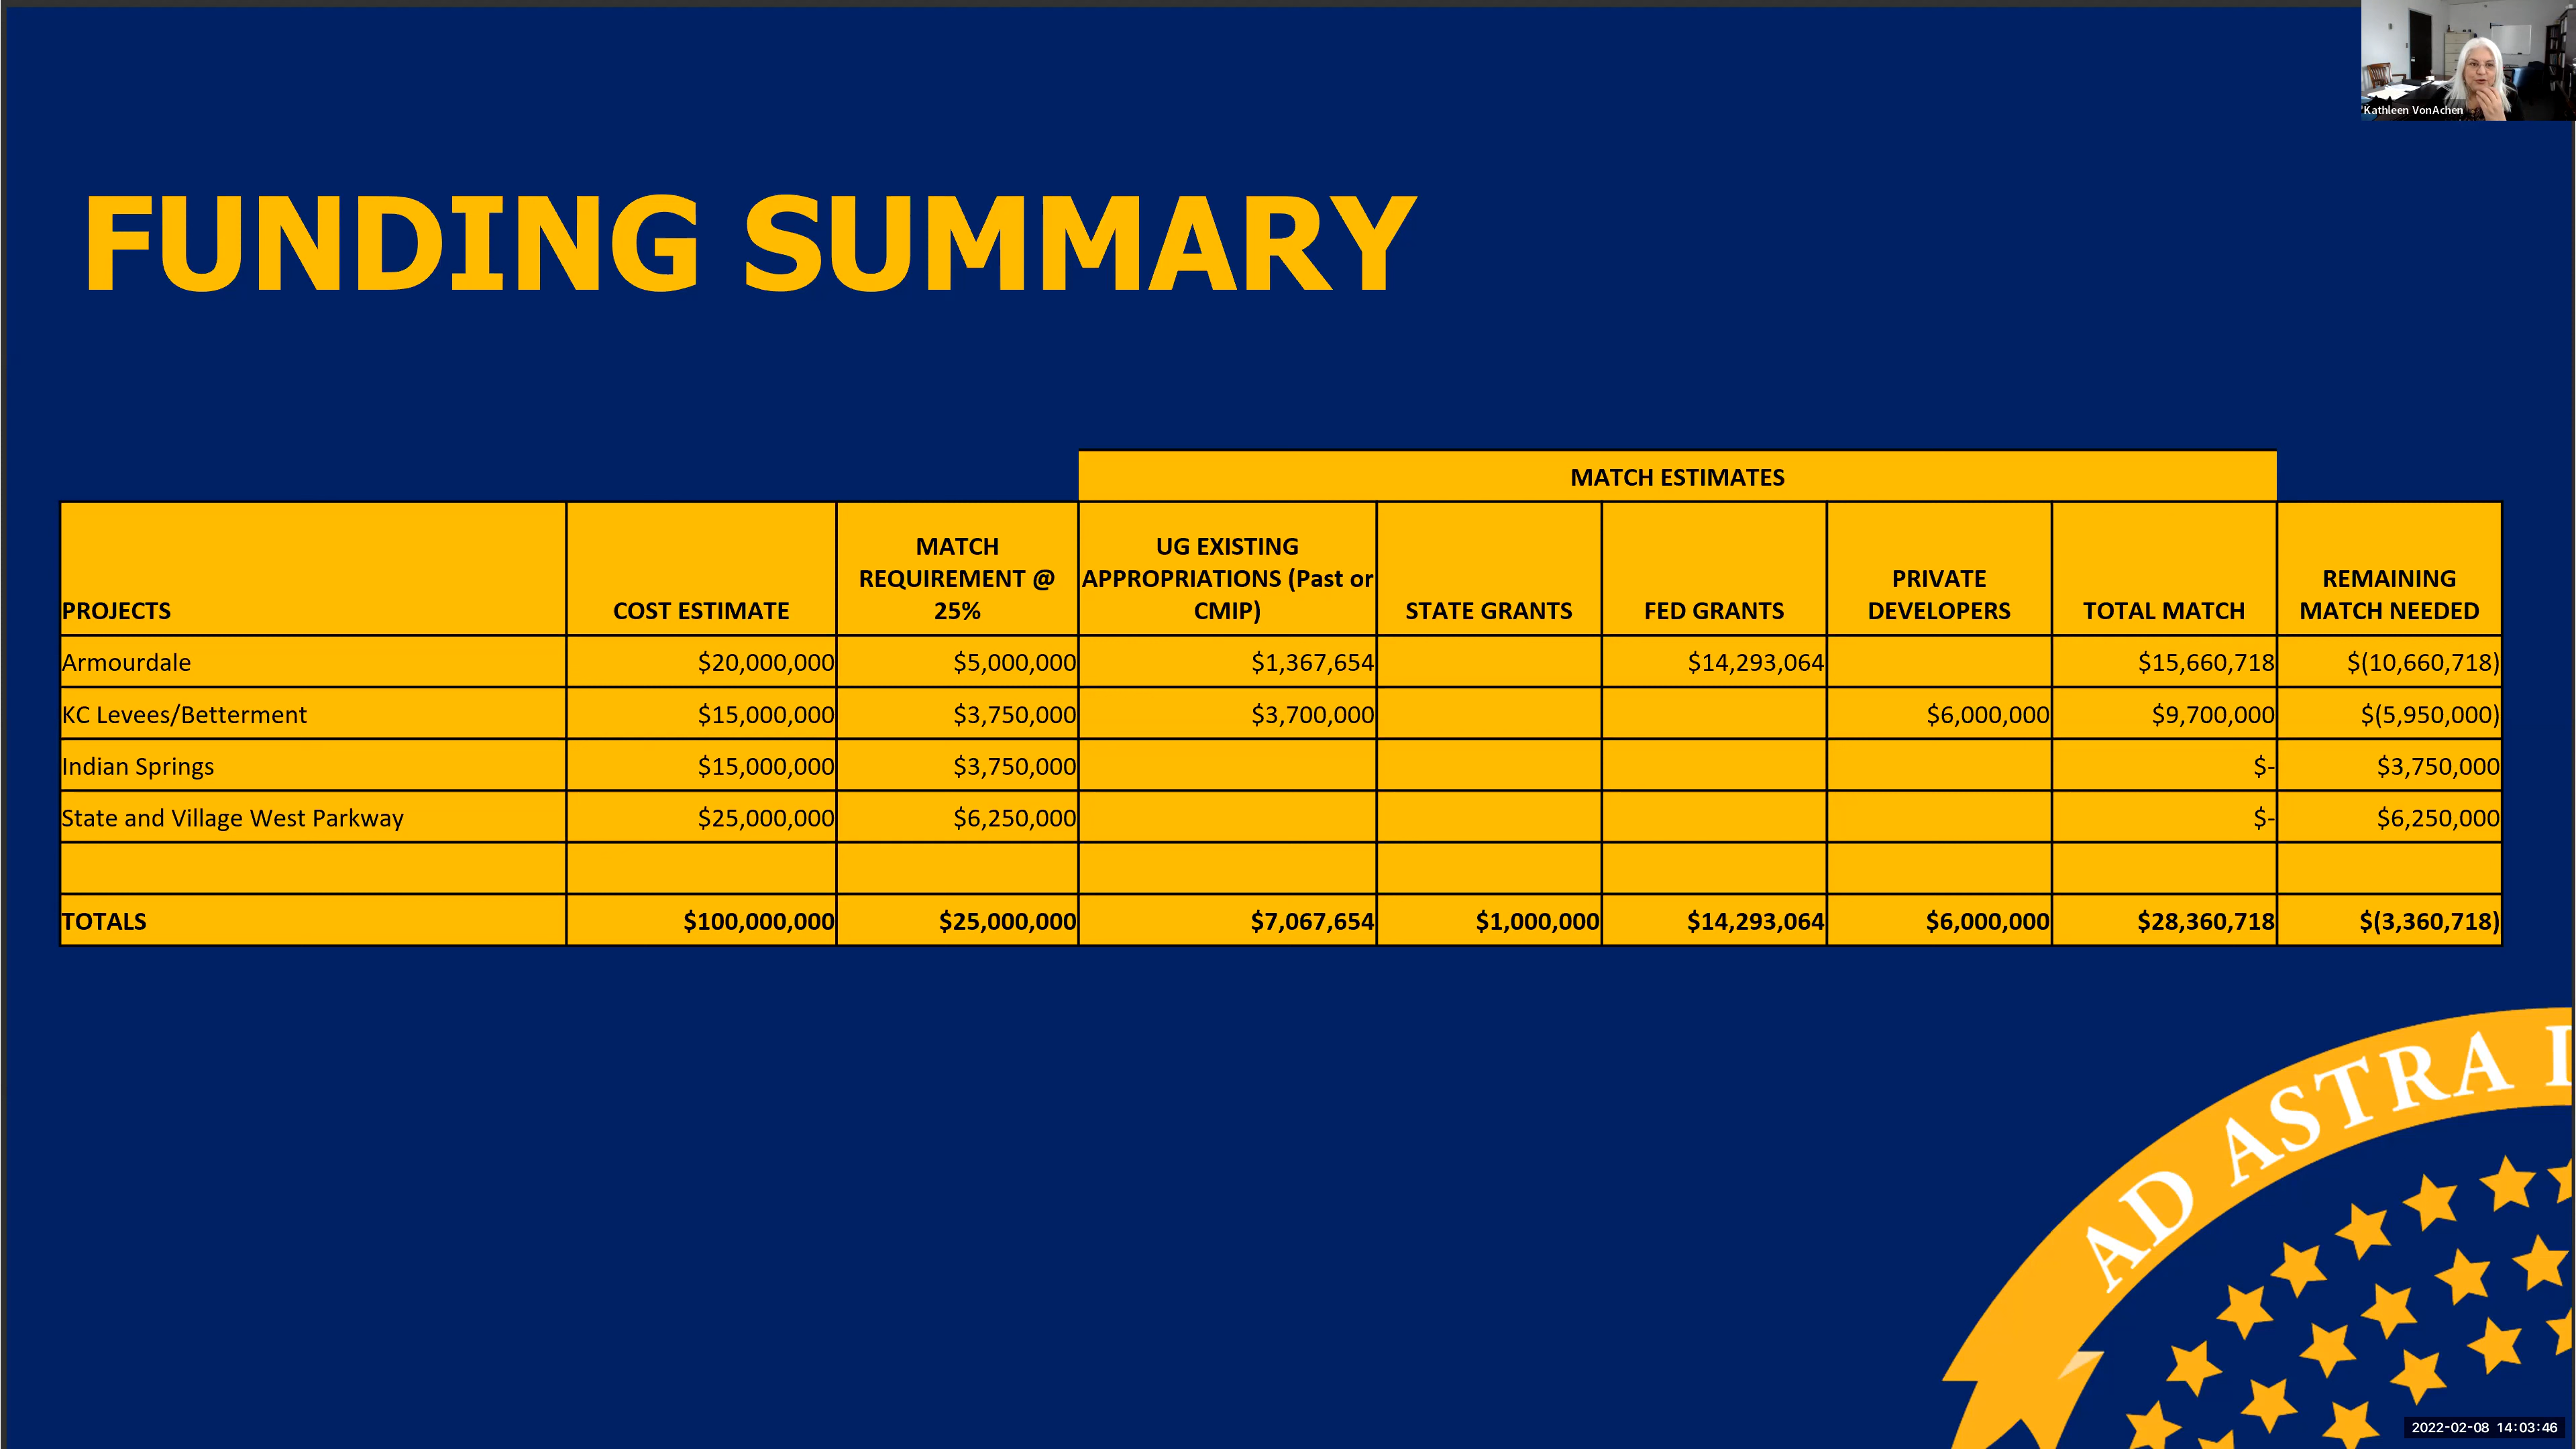 Kathleen VonAchen
FUNDING SUMMARY
MATCH ESTIMATES
PROJECTS COST ESTIMATE MATCH REQUIREMENT @ 25% UG EXISTING APPROPRIATIONS (Past or CMIP) STATE GRANTS FED GRANTS PRIVATE DEVELOPERS TOTAL MATCH REMAINING MATCH NEEDED
Armourdale $20,000,000 $5,000,000 $1,367,654 $14,293,064 $15,660,718 $(10,660,718)
KC Levees/Betterment $15,000,000 $3,750,000 $3,700,000 $6,000,000 $9,700,000 $(5,950,000)
Indian Springs $15,000,000 $3,750,000 $- $3,750,000
State and Village West Parkway $25,000,000 $6,250,000 $- $6,250,000
TOTALS $100,000,000 $25,000,000 $7,067,654 $1,000,000 $14,293,064 $6,000,000 $28,360,718 $(3,360,718)
AD ASTRA
2022-02-08 14:03:46